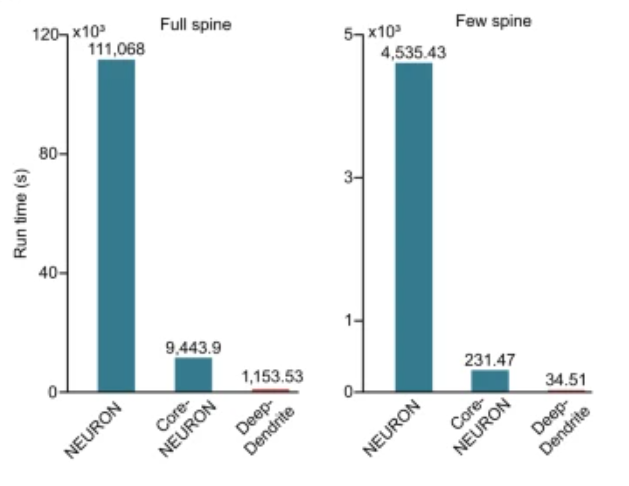 Full spine
×10³
Run time (s)
120
80
40
0
111,068
9,443.9
1,153.53
NEURON
Core-
NEURON
Deep-
Dendrite
Few spine
×10³
5
3
1
0
4,535.43
231.47
34.51
NEURON
Core-
NEURON
Deep-
Dendrite